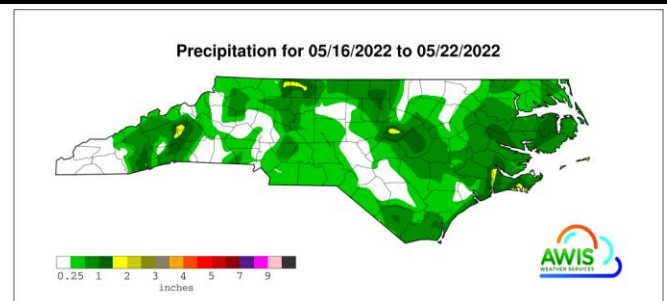 Precipitation for 05/16/2022 to 05/22/2022
0.25 1 2 3 4 5 7 9
inches
AWIS
WEATHER SERVICES